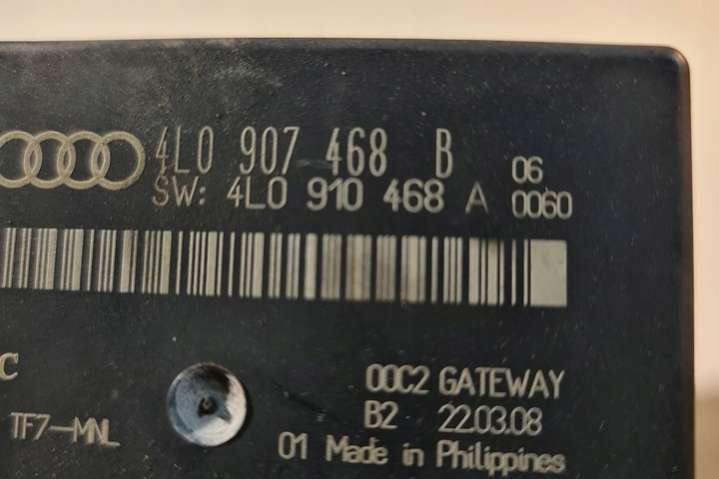 4L0 907 468 B 06
SW: 4L0 910 468 A 0060
C
00C2 GATEWAY
TF7-MNL B2 22.03.08
01 Made in Philippines